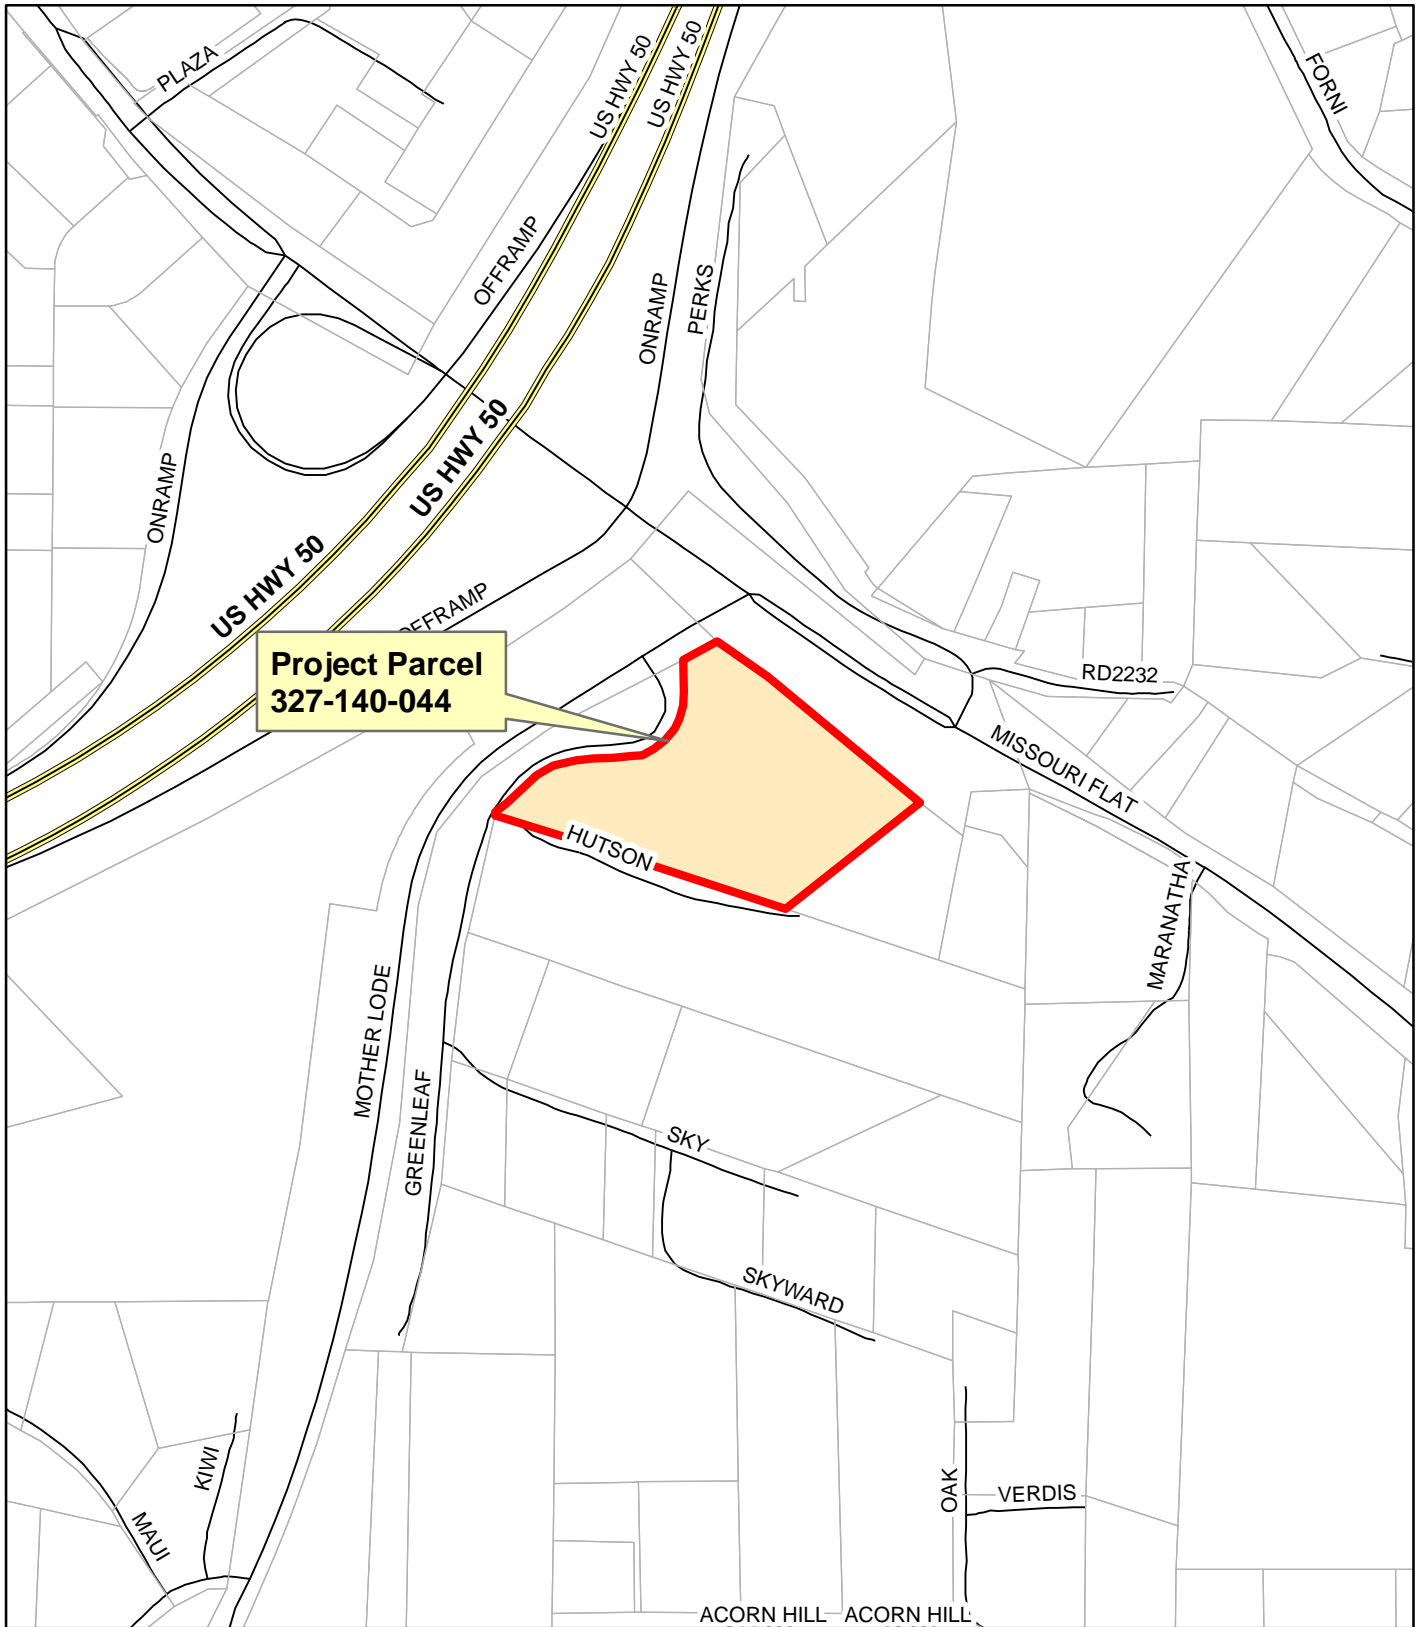 PLAZA
US HWY 50
US HWY 50
FORNI
OFFRAMP
ONRAMP
PERKS
US HWY 50
ONRAMP
US HWY 50
OFFRAMP
Project Parcel
327-140-044
RD2232
MISSOURI FLAT
HUTSON
MARANATHA
MOTHER LODE
GREENLEAF
SKY
SKYWARD
KIWI
MAUI
OAK
VERDIS
ACORN HILL
ACORN HILL